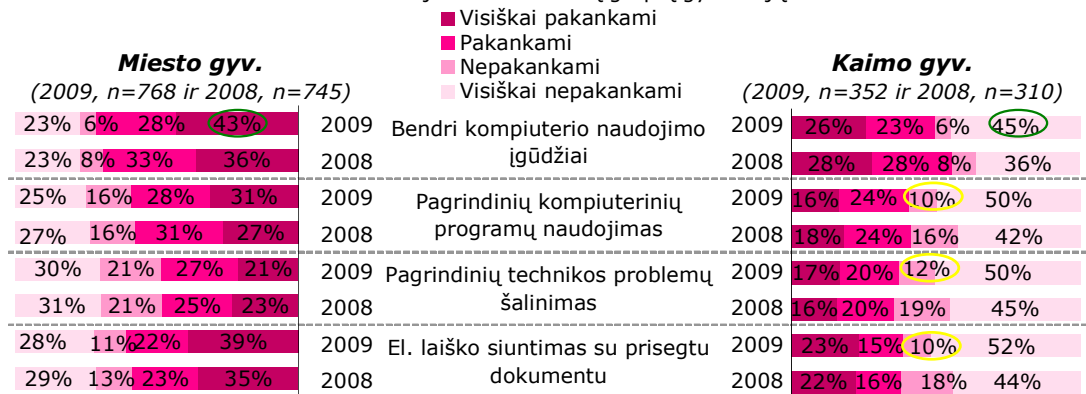 Visiškai pakankami
Pakankami
Nepakankami
Visiškai nepakankami
Miesto gyv.
(2009, n=768 ir 2008, n=745)
Kaimo gyv.
(2009, n=352 ir 2008, n=310)
23% 6% 28% 43% 2009 Bendri kompiuterio naudojimo 2009 26% 23% 6% 45%
23% 8% 33% 36% 2008 įgūdžiai 2008 28% 28% 8% 36%
25% 16% 28% 31% 2009 Pagrindinių kompiuterinių 2009 16% 24% 10% 50%
27% 16% 31% 27% 2008 programų naudojimas 2008 18% 24% 16% 42%
30% 21% 27% 21% 2009 Pagrindinių technikos problemų 2009 17% 20% 12% 50%
31% 21% 25% 23% 2008 šalinimas 2008 16% 20% 19% 45%
28% 11% 22% 39% 2009 El. laiško siuntimas su prisegtu 2009 23% 15% 10% 52%
29% 13% 23% 35% 2008 dokumentu 2008 22% 16% 18% 44%